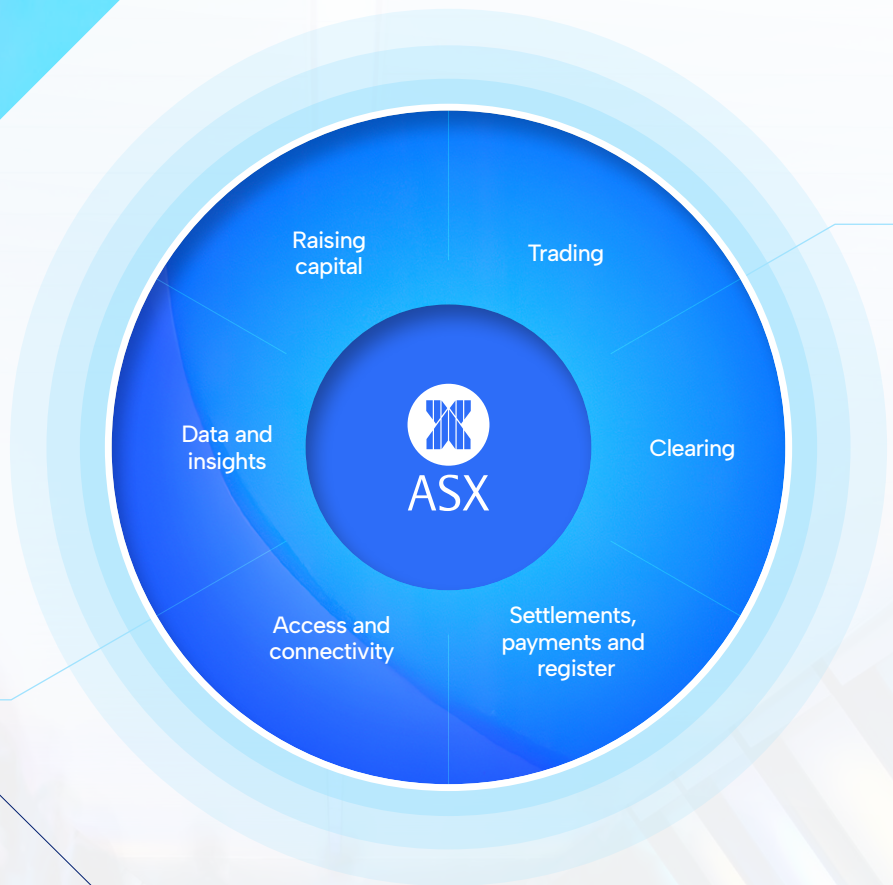 Raising
capital
Trading
Data and
insights
ASX
Clearing
Access and
connectivity
Settlements,
payments and
register